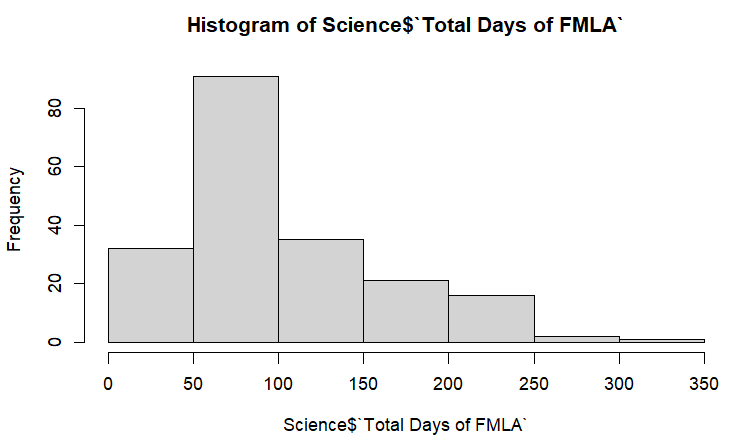 Histogram of Science$`Total Days of FMLA`
Frequency
80
60
40
20
0
0 50 100 150 200 250 300 350
Science$`Total Days of FMLA`